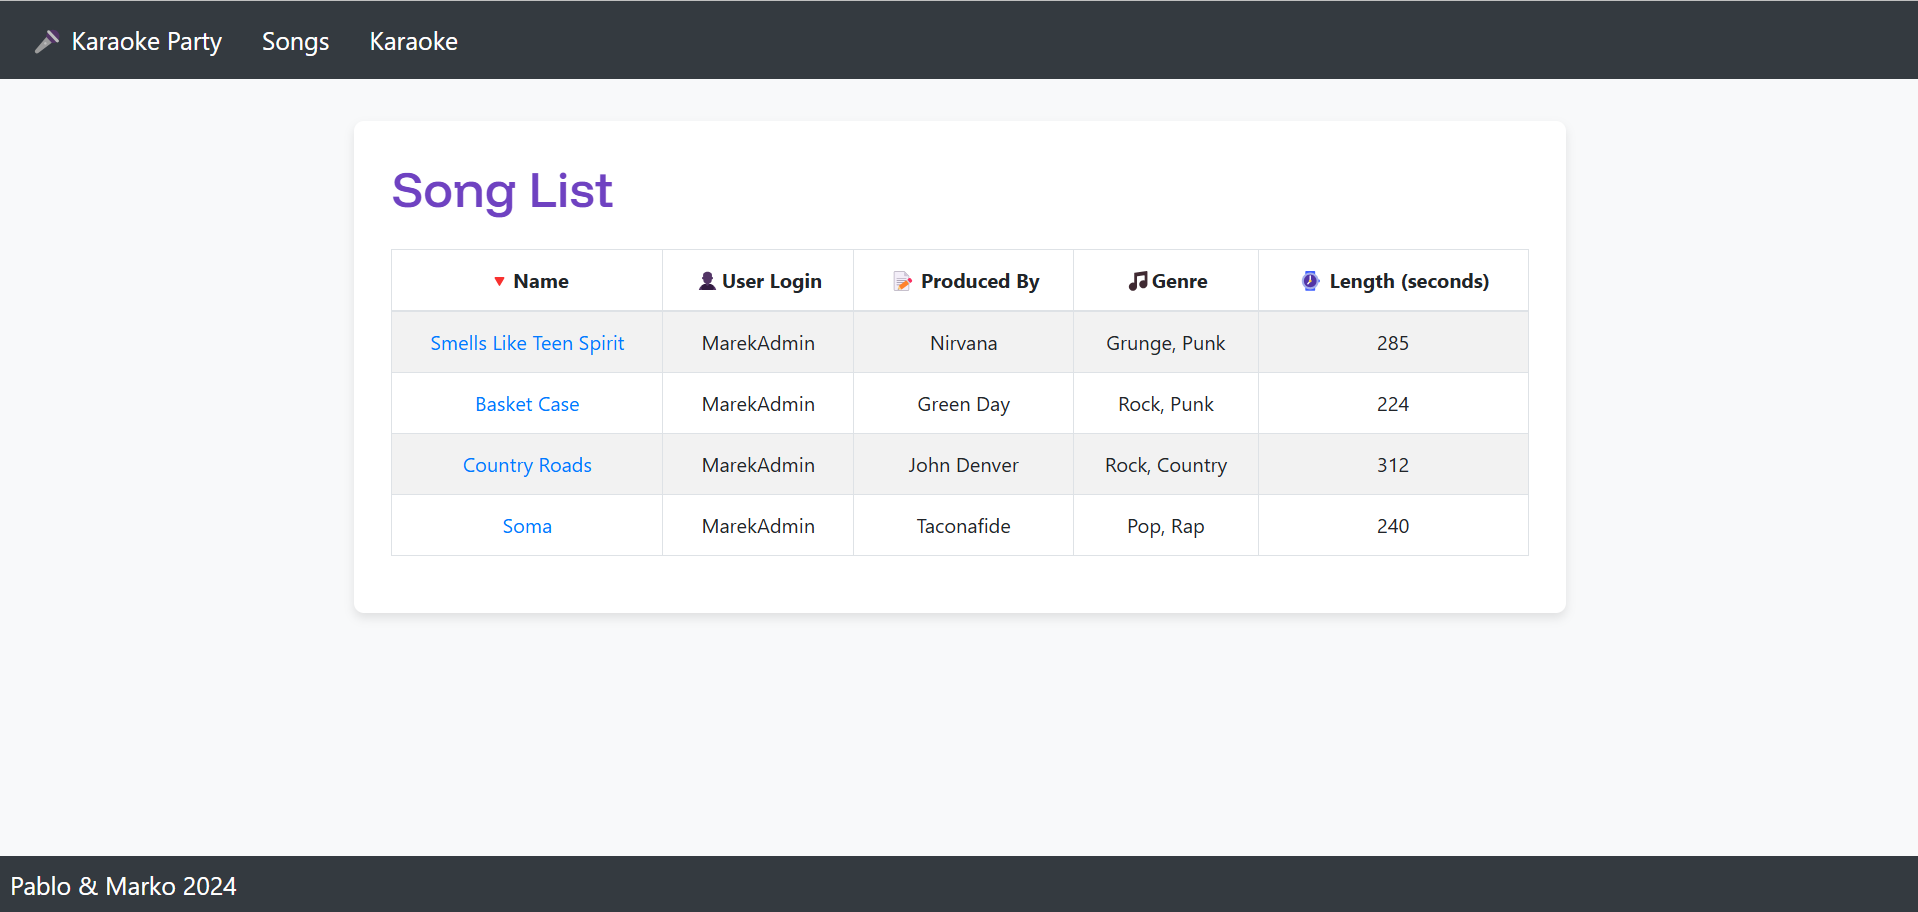 Karaoke Party Songs Karaoke
Song List
Name User Login Produced By Genre Length (seconds)
Smells Like Teen Spirit MarekAdmin Nirvana Grunge, Punk 285
Basket Case MarekAdmin Green Day Rock, Punk 224
Country Roads MarekAdmin John Denver Rock, Country 312
Soma MarekAdmin Taconafide Pop, Rap 240
Pablo & Marko 2024